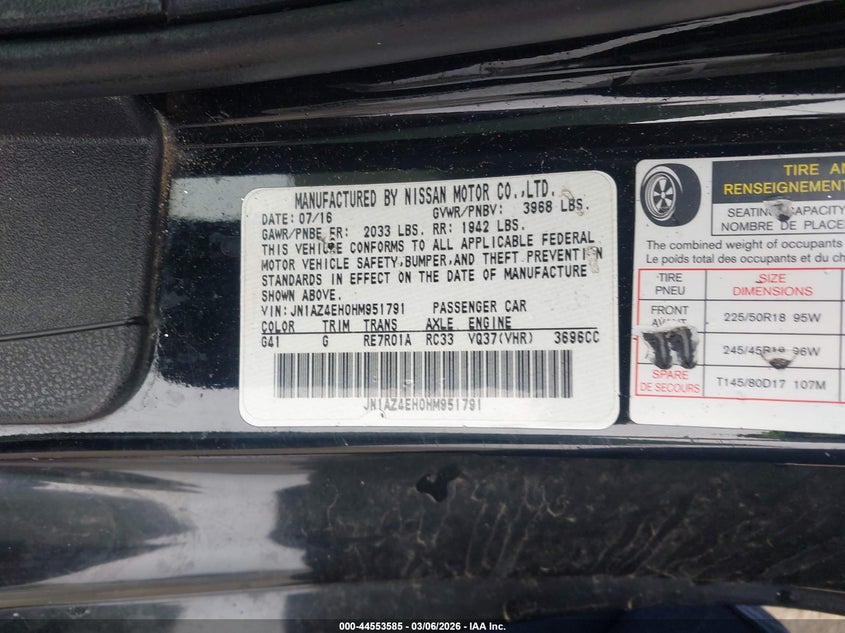 MANUFACTURED BY NISSAN MOTOR CO.,LTD.
DATE: 07/16 GVWR/PNBV: 3968 LBS.
GAWR/PNBE FR: 2033 LBS. RR: 1942 LBS.
THIS VEHICLE CONFORMS TO ALL APPLICABLE FEDERAL
MOTOR VEHICLE SAFETY,BUMPER,AND THEFT PREVENTION
STANDARDS IN EFFECT ON THE DATE OF MANUFACTURE
SHOWN ABOVE.
VIN: JN1AZ4EH0HM951791 PASSENGER CAR
COLOR TRIM TRANS AXLE ENGINE
G41 G RE7R01A RC33 VQ37(VHR) 3696CC
JN1AZ4EH0HM951791
TIRE
RENSEIGNEMENT
SEATING CAPACITY
NOMBRE DE PLACE
The combined weight of occupants
Le poids total des occupants et du
TIRE SIZE
PNEU DIMENSIONS
FRONT 225/50R18 95W
245/45R18 96W
SPARE T145/80D17 107M
DE SECOURS
000-44553585 - 03/06/2026 - IAA Inc.